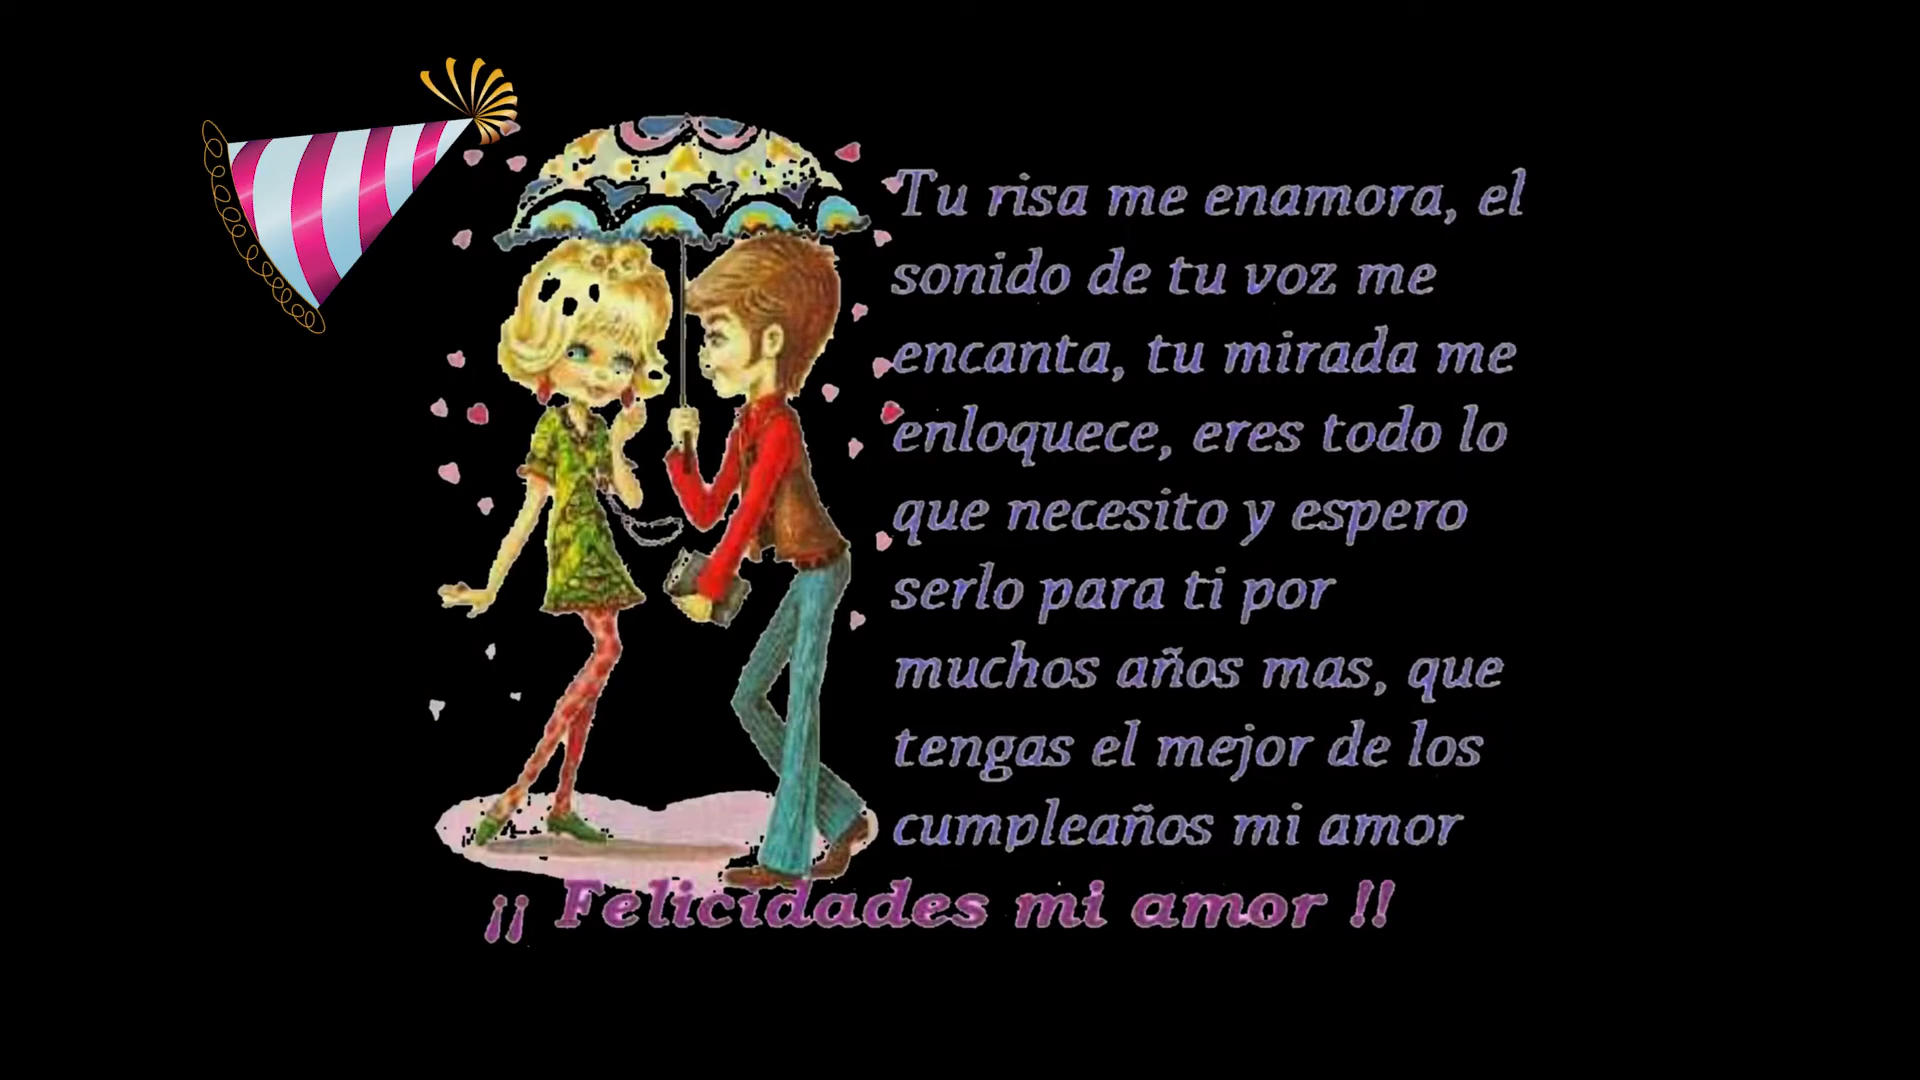 Tu risa me enamora, el
sonido de tu voz me
encanta, tu mirada me
enloquece, eres todo lo
que necesito y espero
serlo para ti por
muchos años mas, que
tengas el mejor de los
cumpleaños mi amor
¡¡ Felicidades mi amor !!